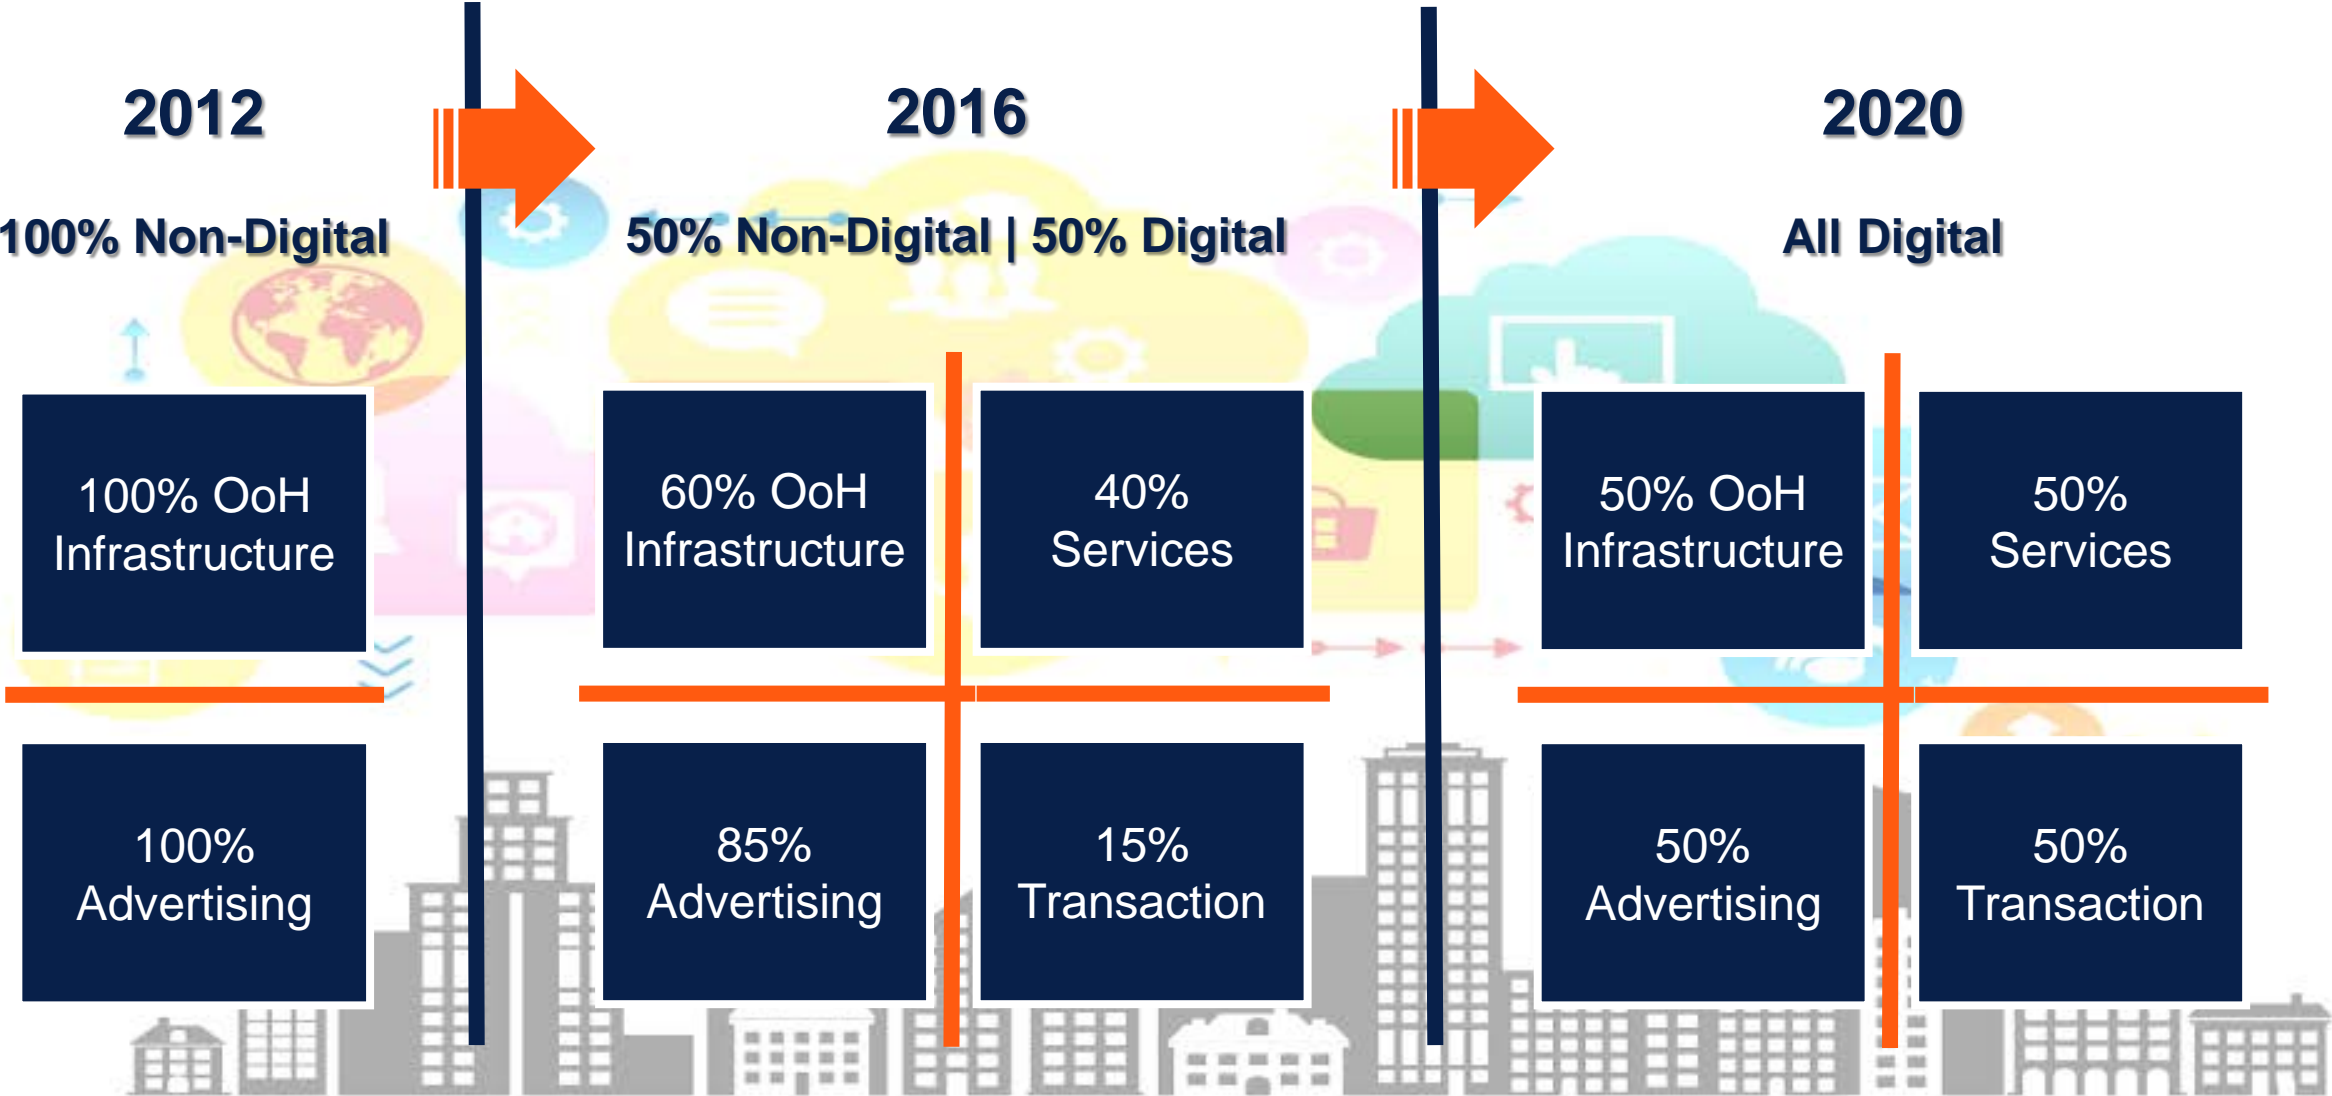 2012
100% Non-Digital
100% OoH
Infrastructure
100%
Advertising
2016
50% Non-Digital | 50% Digital
60% OoH
Infrastructure
40%
Services
85%
Advertising
15%
Transaction
2020
All Digital
50% OoH
Infrastructure
50%
Services
50%
Advertising
50%
Transaction